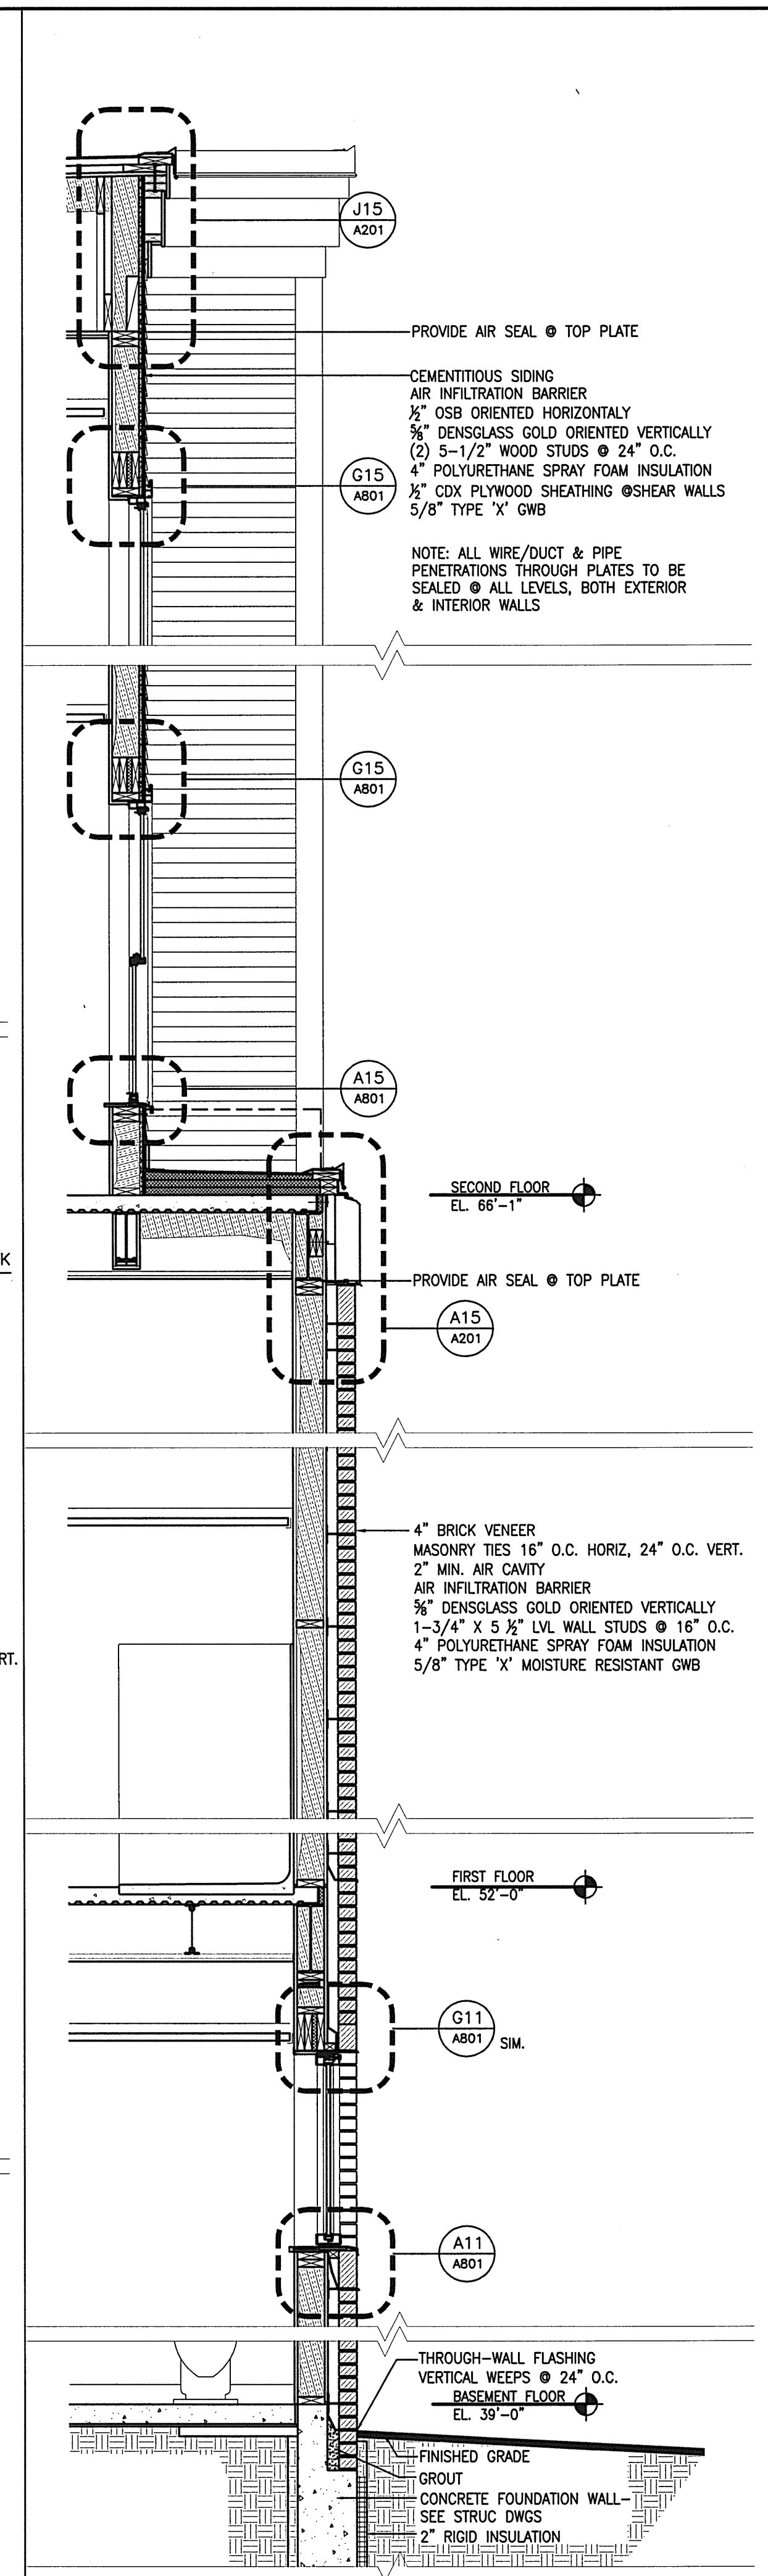 J15
A201
PROVIDE AIR SEAL @ TOP PLATE
CEMENTITIOUS SIDING
AIR INFILTRATION BARRIER
½" OSB ORIENTED HORIZONTALY
⅝" DENSGLASS GOLD ORIENTED VERTICALLY
(2) 5-1/2" WOOD STUDS @ 24" O.C.
4" POLYURETHANE SPRAY FOAM INSULATION
½" CDX PLYWOOD SHEATHING @SHEAR WALLS
5/8" TYPE 'X' GWB
G15
A801
NOTE: ALL WIRE/DUCT & PIPE
PENETRATIONS THROUGH PLATES TO BE
SEALED @ ALL LEVELS, BOTH EXTERIOR
& INTERIOR WALLS
G15
A801
A15
A801
SECOND FLOOR
EL. 66'-1"
K
PROVIDE AIR SEAL @ TOP PLATE
A15
A201
4" BRICK VENEER
MASONRY TIES 16" O.C. HORIZ, 24" O.C. VERT.
2" MIN. AIR CAVITY
AIR INFILTRATION BARRIER
⅝" DENSGLASS GOLD ORIENTED VERTICALLY
1-3/4" X 5 ½" LVL WALL STUDS @ 16" O.C.
4" POLYURETHANE SPRAY FOAM INSULATION
5/8" TYPE 'X' MOISTURE RESISTANT GWB
RT.
FIRST FLOOR
EL. 52'-0"
G11
A801
SIM.
A11
A801
THROUGH-WALL FLASHING
VERTICAL WEEPS @ 24" O.C.
BASEMENT FLOOR
EL. 39'-0"
FINISHED GRADE
GROUT
CONCRETE FOUNDATION WALL-
SEE STRUC DWGS
2" RIGID INSULATION